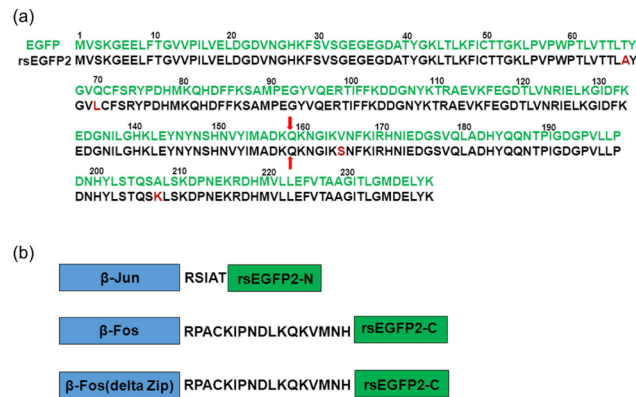 (a)
1 10 20 30 40 50 60
EGFP MVSKGEELFTGVVPILVELDGDVNGHKFSVSGEGEGDATYGKLTLKFICTTGKLPVPWPTLVTTLTY
rsEGFP2 MVSKGEELFTGVVPILVELDGDVNGHKFSVSGEGEGDATYGKLTLKFICTTGKLPVPWPTLVTTLAY
70 80 90 100 110 120 130
GVQCFSRYPDHMKQHDFFKSAMPEGYVQERTIFFKDDGNYKTRAEVKFEGDTLVNRIELKGIDFK
GVLCFSRYPDHMKQHDFFKSAMPEGYVQERTIFFKDDGNYKTRAEVKFEGDTLVNRIELKGIDFK
140 150 160 170 180 190
EDGNILGHKLEYNYNSHNVYIMADKQKNGIKVNFKIRHNIEDGSVQLADHYQQNTPIGDGPVLLP
EDGNILGHKLEYNYNSHNVYIMADKQKNGIKSNFKIRHNIEDGSVQLADHYQQNTPIGDGPVLLP
200 210 220 230
DNHYLSTQSALSKDPNEKRDHMVLLEFVTAAGITLGMDELYK
DNHYLSTQSKLSKDPNEKRDHMVLLEFVTAAGITLGMDELYK
(b)
β-Jun RSIAT rsEGFP2-N
β-Fos RPACKIPNDLKQKVMNH rsEGFP2-C
β-Fos(delta Zip) RPACKIPNDLKQKVMNH rsEGFP2-C